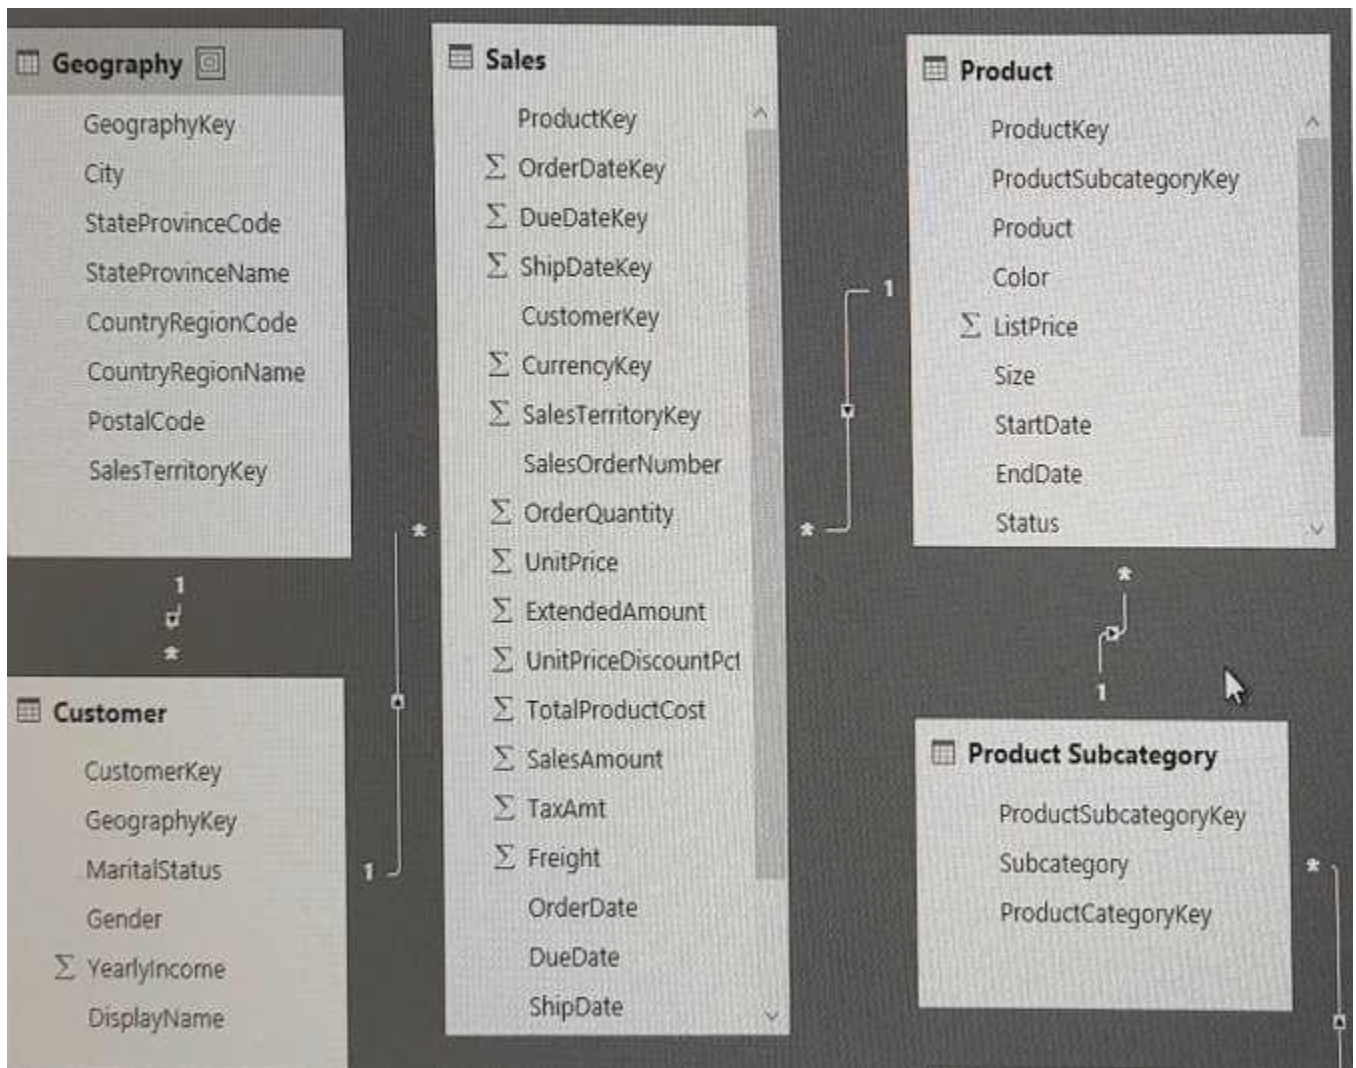 Geography
GeographyKey
City
StateProvinceCode
StateProvinceName
CountryRegionCode
CountryRegionName
PostalCode
SalesTerritoryKey
1
*
Customer
CustomerKey
GeographyKey
MaritalStatus
Gender
Σ YearlyIncome
DisplayName
*
1
Sales
ProductKey
Σ OrderDateKey
Σ DueDateKey
Σ ShipDateKey
CustomerKey
Σ CurrencyKey
Σ SalesTerritoryKey
SalesOrderNumber
Σ OrderQuantity
Σ UnitPrice
Σ ExtendedAmount
Σ UnitPriceDiscountPct
Σ TotalProductCost
Σ SalesAmount
Σ TaxAmt
Σ Freight
OrderDate
DueDate
ShipDate
1
*
Product
ProductKey
ProductSubcategoryKey
Product
Color
Σ ListPrice
Size
StartDate
EndDate
Status
*
1
Product Subcategory
ProductSubcategoryKey
Subcategory
ProductCategoryKey
*